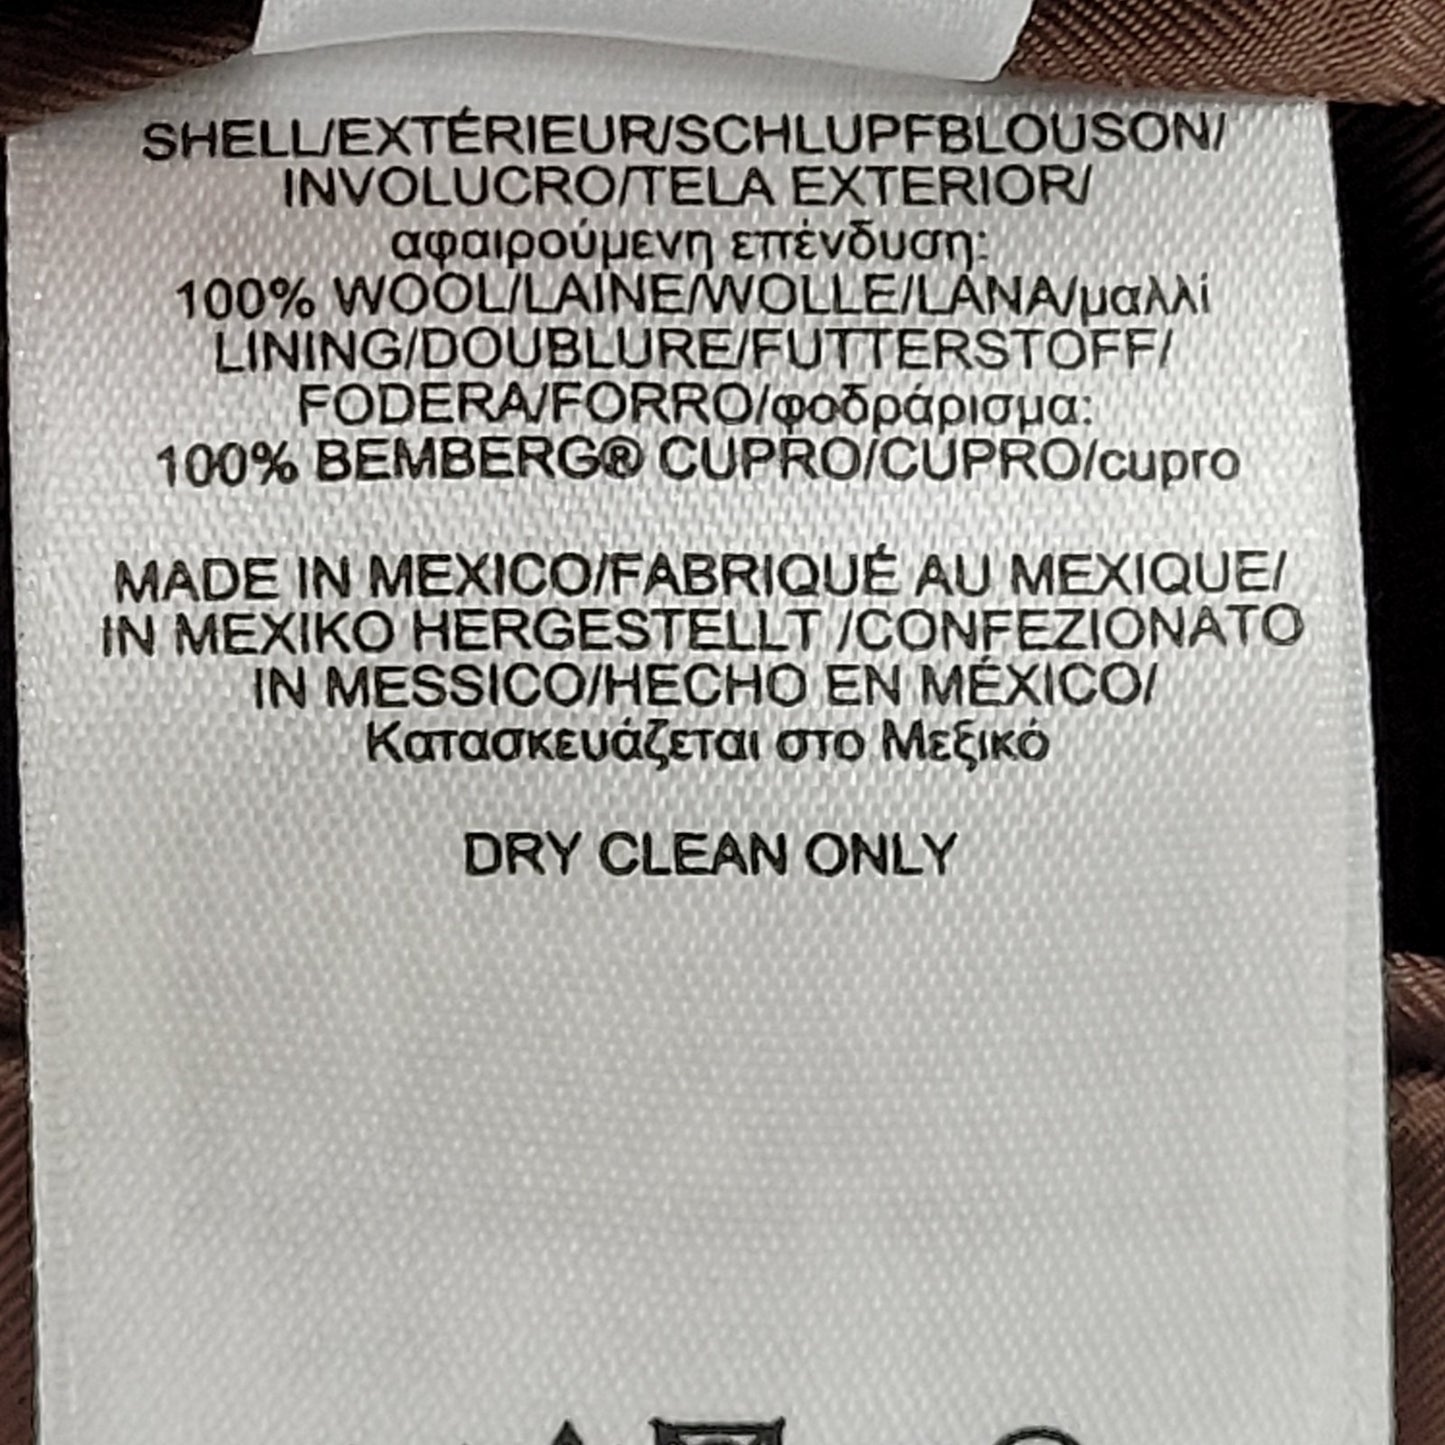 SHELL/EXTÉRIEUR/SCHLUPFBLOUSON/
INVOLUCRO/TELA EXTERIOR/
αφαιρούμενη επένδυση:
100% WOOL/LAINE/WOLLE/LANA/μαλλί
LINING/DOUBLURE/FUTTERSTOFF/
FODERA/FORRO/φοδράρισμα:
100% BEMBERG® CUPRO/CUPRO/cupro
MADE IN MEXICO/FABRIQUÉ AU MEXIQUE/
IN MEXIKO HERGESTELLT /CONFEZIONATO
IN MESSICO/HECHO EN MÉXICO/
Κατασκευάζεται στο Μεξικό
DRY CLEAN ONLY